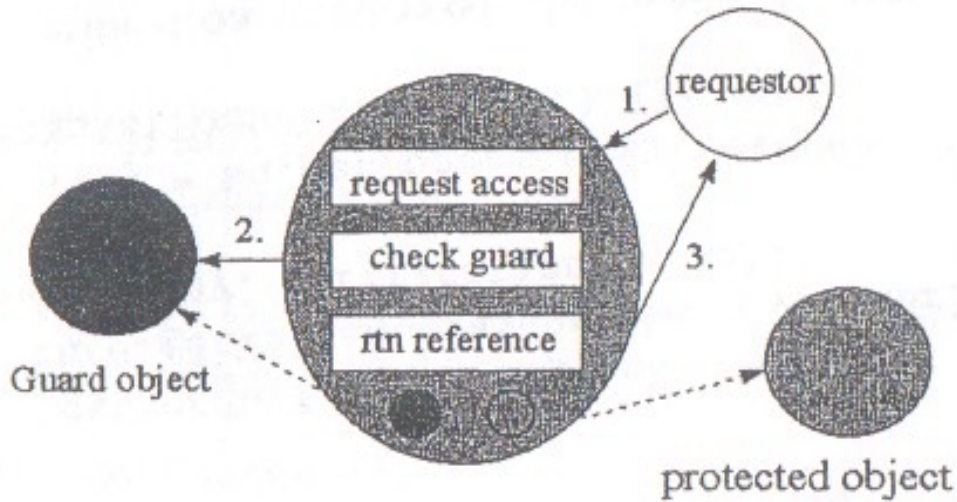 requestor
1.
request access
2.
check guard
3.
rtn reference
Guard object
protected object